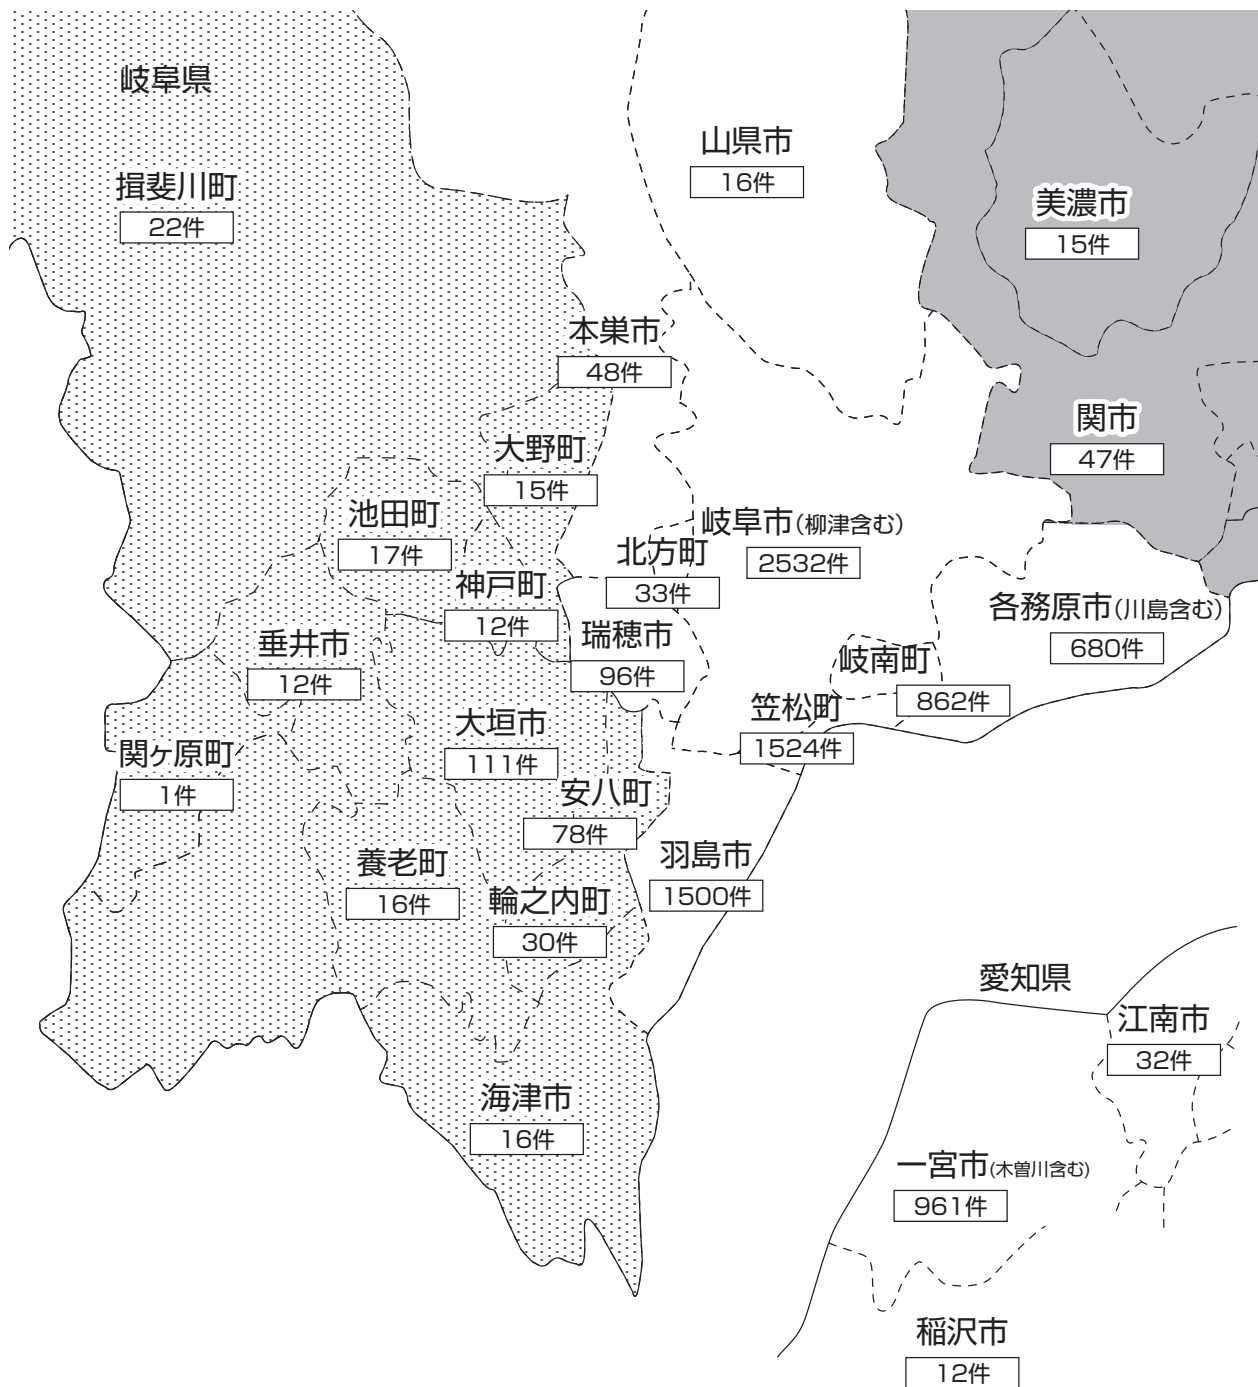 岐阜県
山県市
16件
揖斐川町
22件
美濃市
15件
本巣市
48件
関市
47件
大野町
15件
池田町
17件
岐阜市(柳津含む)
2532件
北方町
33件
神戸町
12件
各務原市(川島含む)
680件
垂井市
12件
瑞穂市
96件
岐南町
862件
笠松町
1524件
大垣市
111件
関ヶ原町
1件
安八町
78件
羽島市
1500件
養老町
16件
輪之内町
30件
愛知県
江南市
32件
海津市
16件
一宮市(木曽川含む)
961件
稲沢市
12件